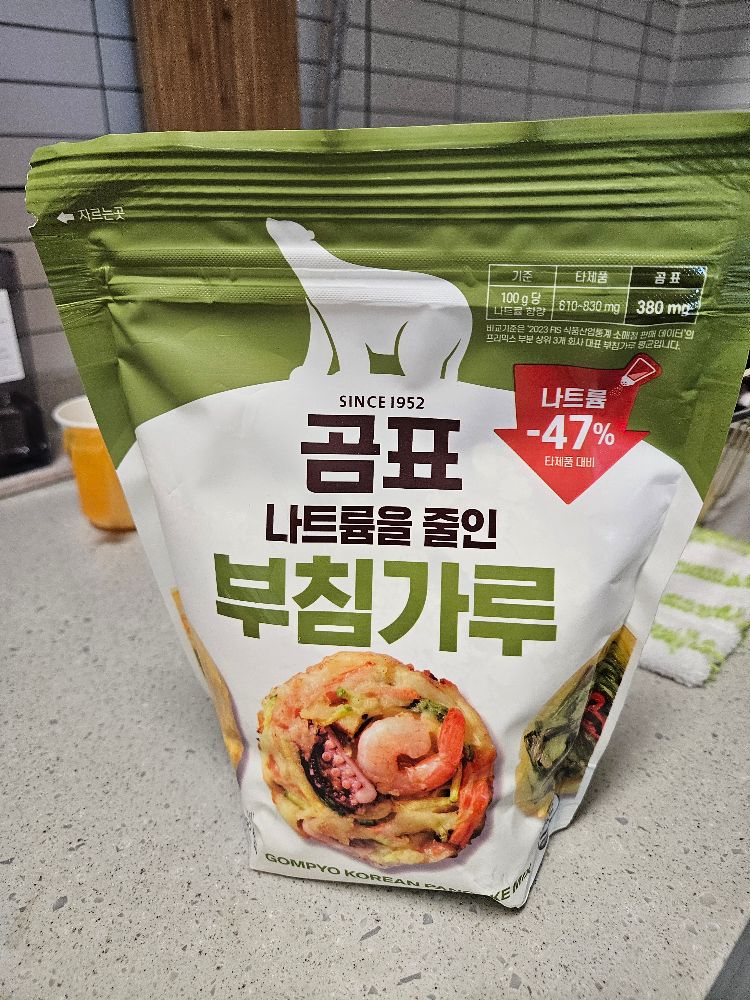 자르는곳
기준 타제품 곰표
100 g 당 나트륨 함량 610~830 mg 380 mg
비교기준은 "2023 FIS 식품산업통계 소매점 판매 데이터"의
프리믹스 부분 상위 3개 회사 대표 부침가루 평균입니다.
나트륨
-47%
타제품 대비
SINCE 1952
곰표
나트륨을 줄인
부침가루
GOMPYO KOREAN PANCAKE MIX